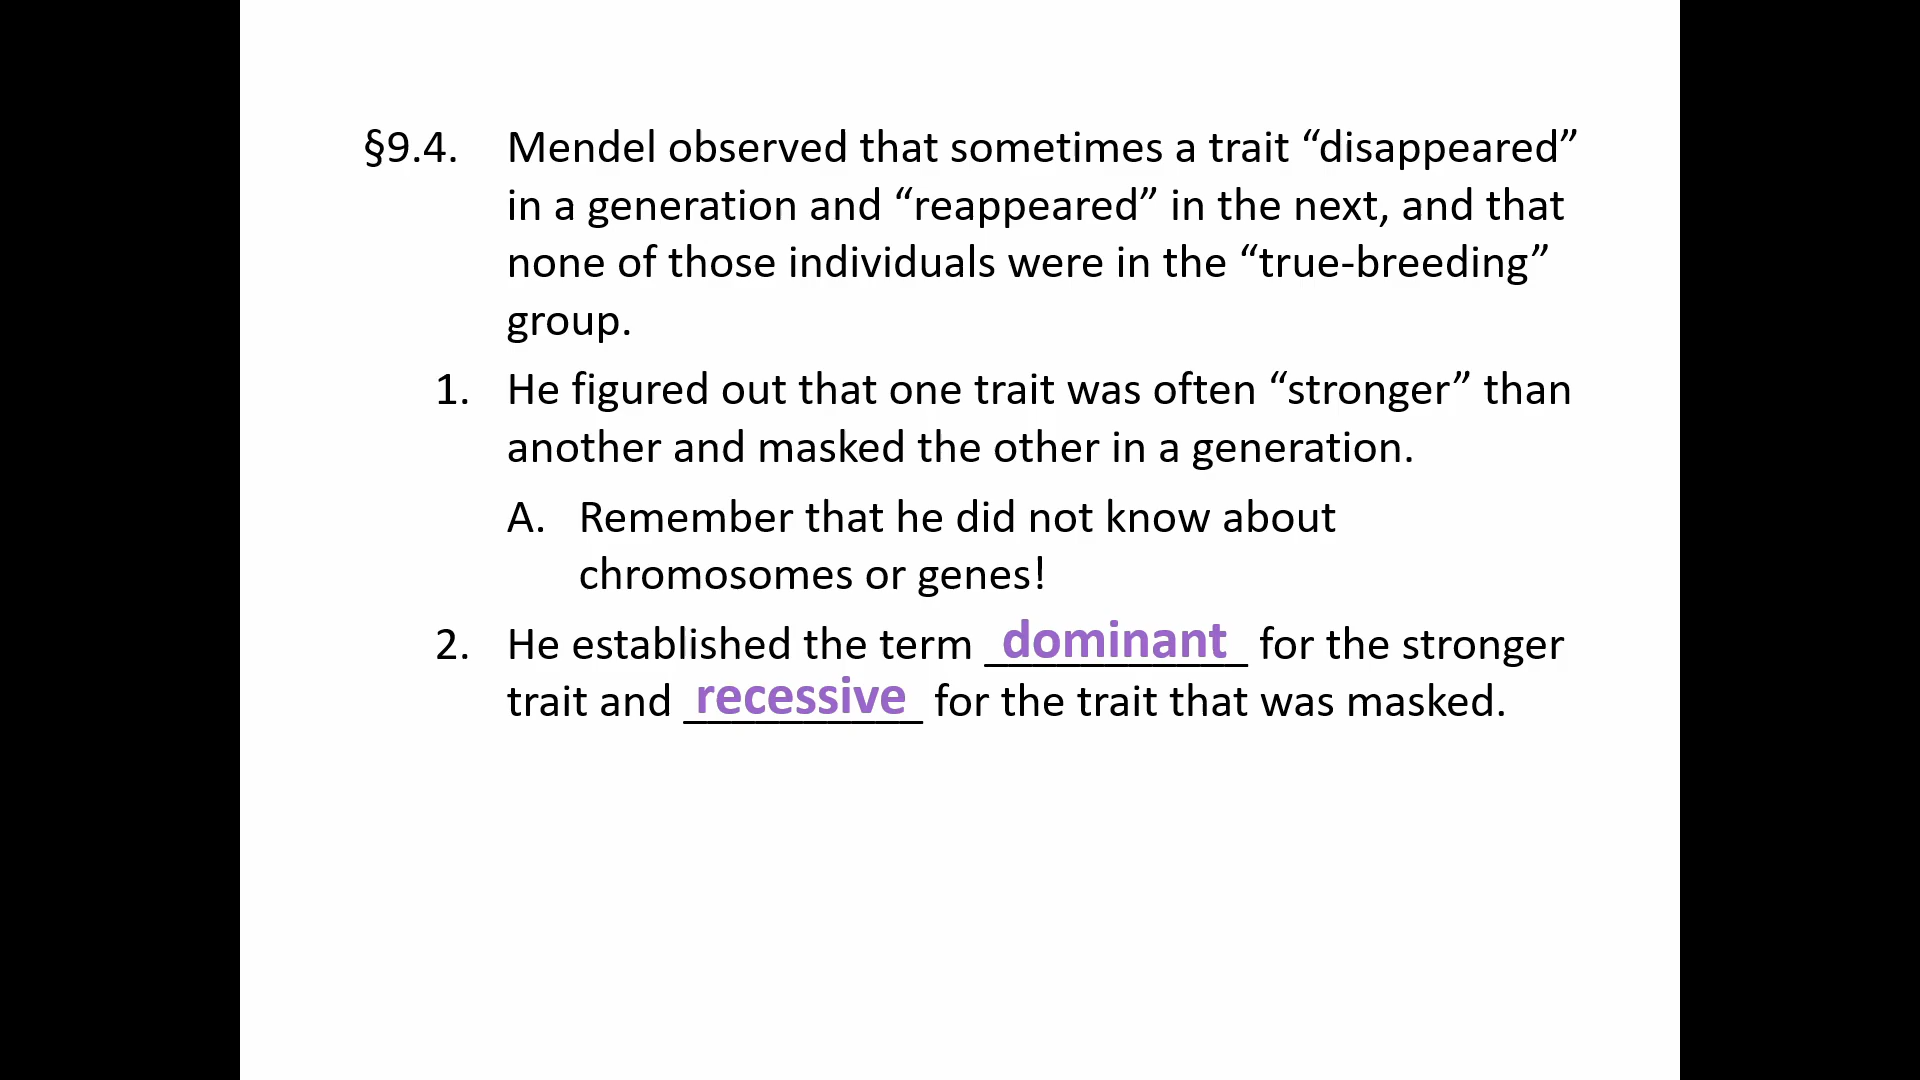 §9.4. Mendel observed that sometimes a trait “disappeared”
in a generation and “reappeared” in the next, and that
none of those individuals were in the “true-breeding”
group.
1. He figured out that one trait was often “stronger” than
another and masked the other in a generation.
A. Remember that he did not know about
chromosomes or genes!
2. He established the term dominant for the stronger
trait and recessive for the trait that was masked.